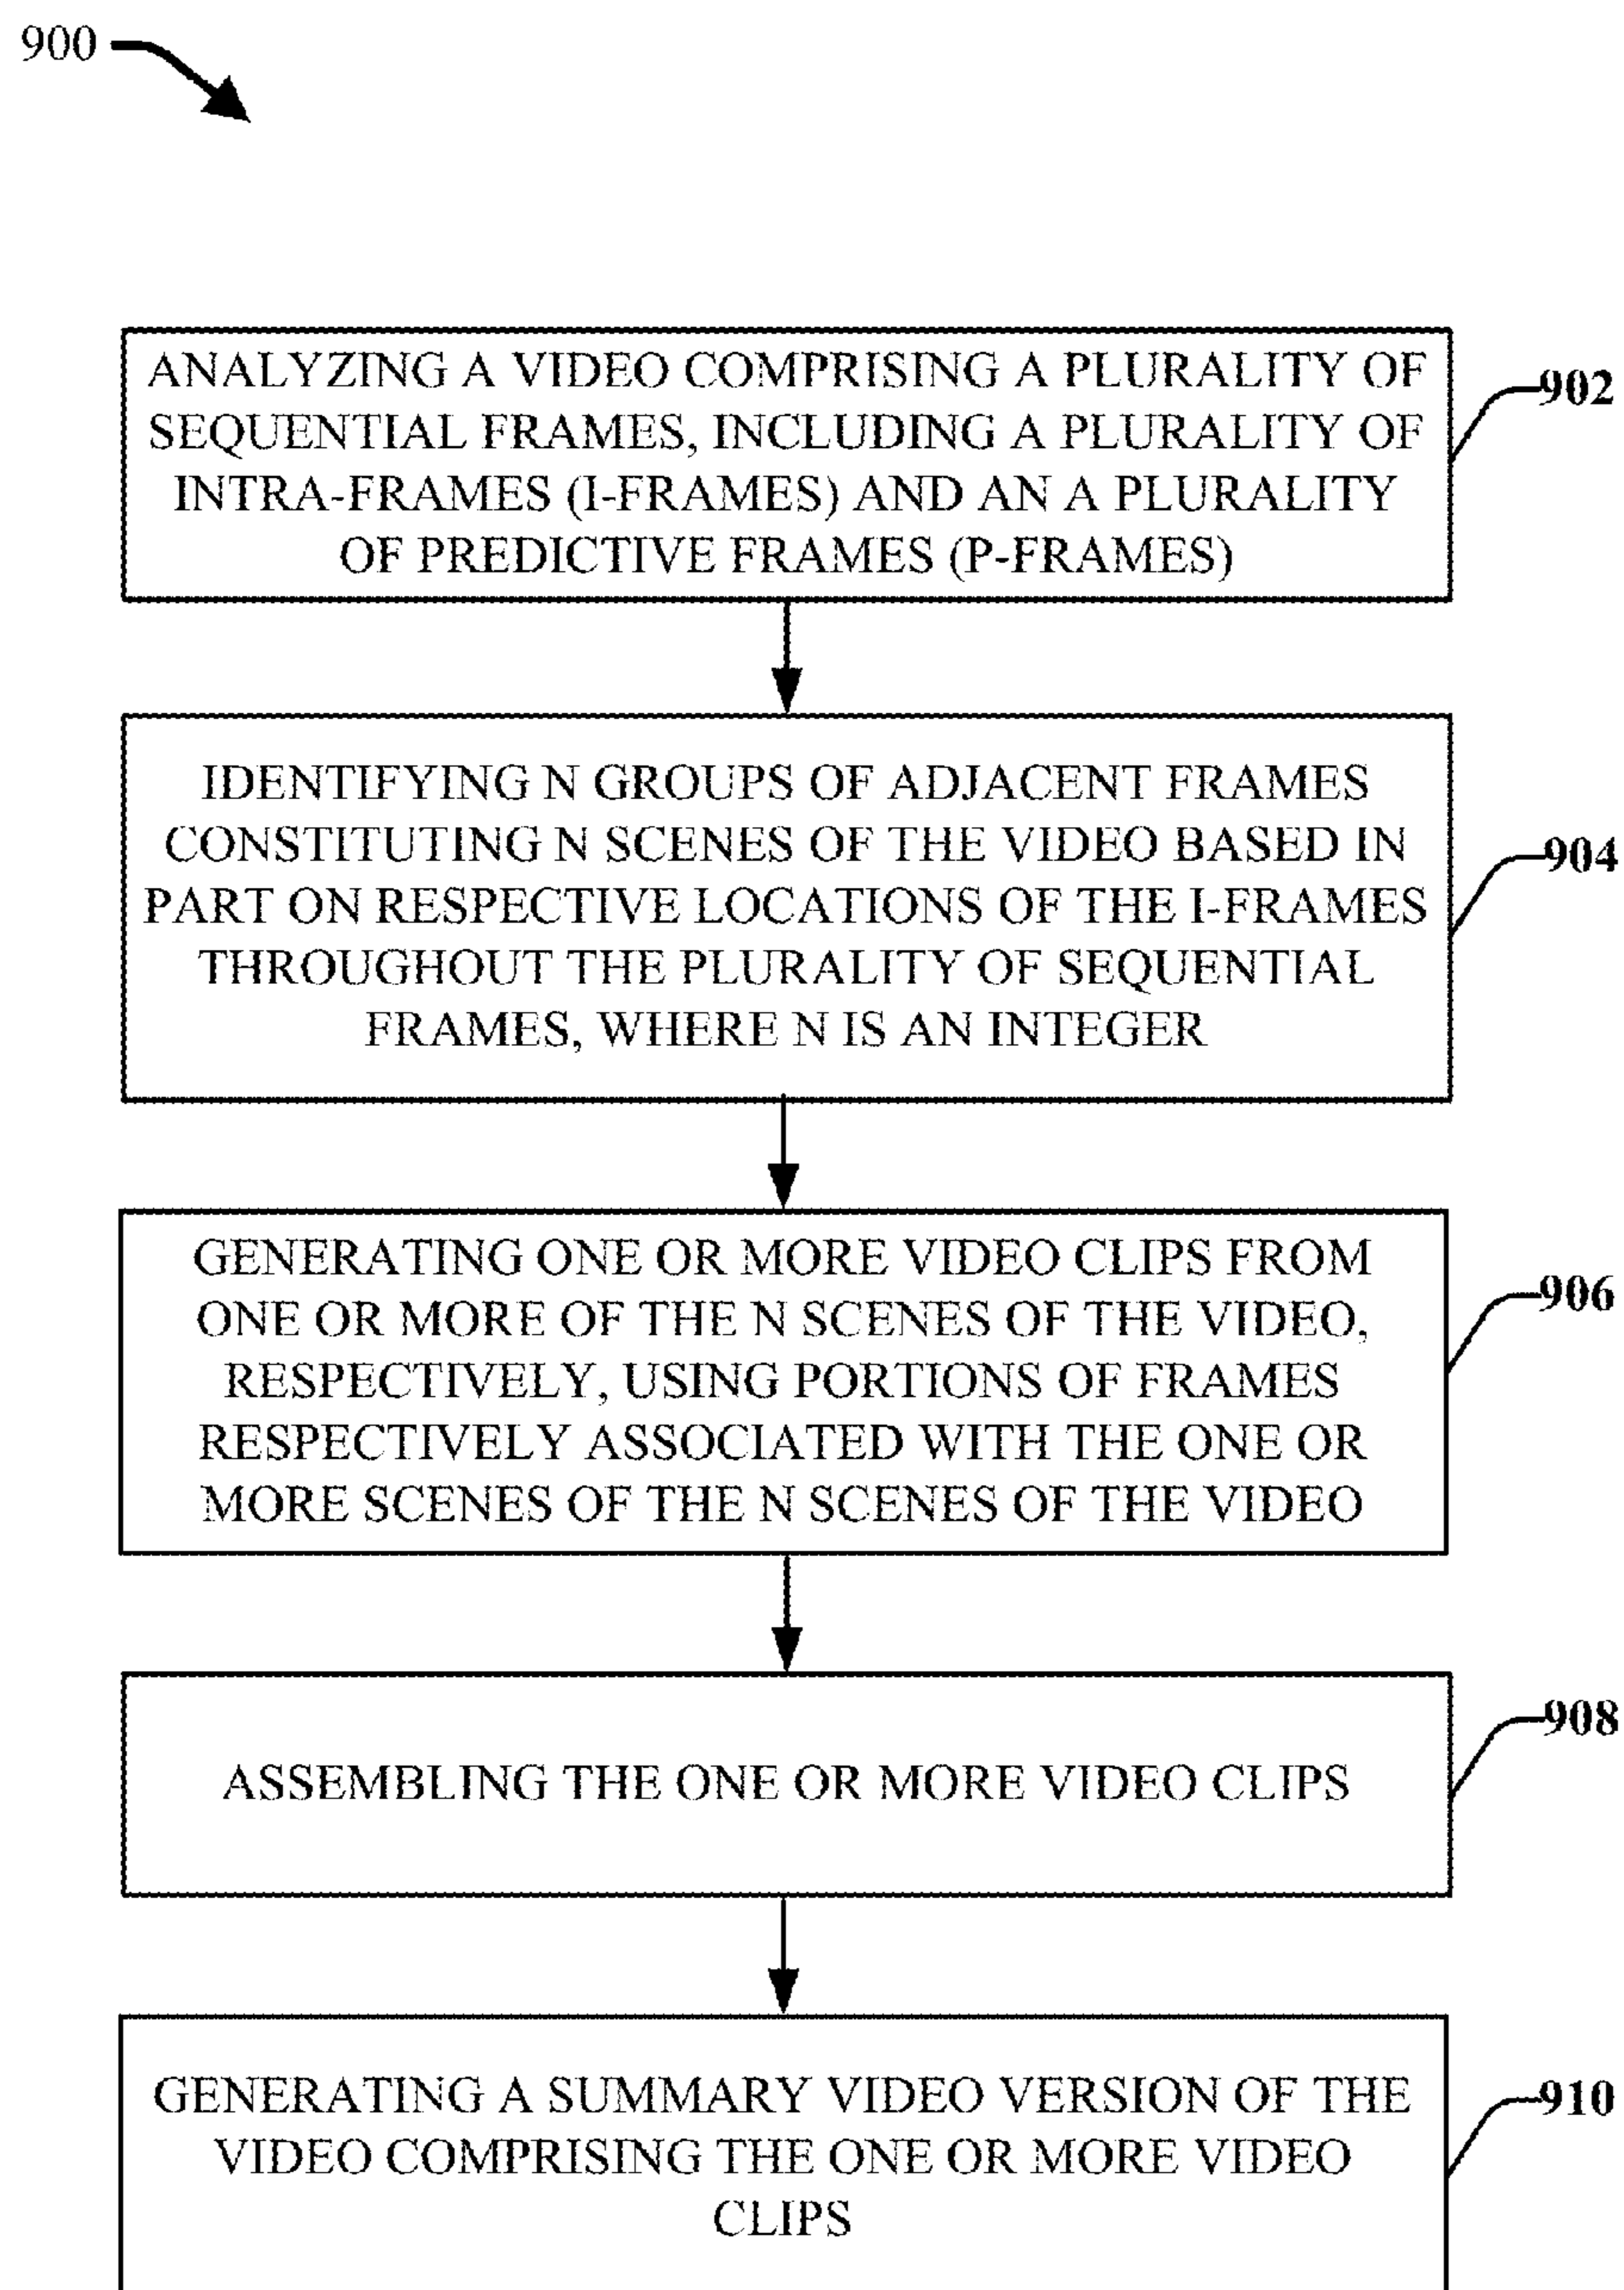 900
ANALYZING A VIDEO COMPRISING A PLURALITY OF
SEQUENTIAL FRAMES, INCLUDING A PLURALITY OF
INTRA-FRAMES (I-FRAMES) AND AN A PLURALITY
OF PREDICTIVE FRAMES (P-FRAMES)
902
IDENTIFYING N GROUPS OF ADJACENT FRAMES
CONSTITUTING N SCENES OF THE VIDEO BASED IN
PART ON RESPECTIVE LOCATIONS OF THE I-FRAMES
THROUGHOUT THE PLURALITY OF SEQUENTIAL
FRAMES, WHERE N IS AN INTEGER
904
GENERATING ONE OR MORE VIDEO CLIPS FROM
ONE OR MORE OF THE N SCENES OF THE VIDEO,
RESPECTIVELY, USING PORTIONS OF FRAMES
RESPECTIVELY ASSOCIATED WITH THE ONE OR
MORE SCENES OF THE N SCENES OF THE VIDEO
906
ASSEMBLING THE ONE OR MORE VIDEO CLIPS
908
GENERATING A SUMMARY VIDEO VERSION OF THE
VIDEO COMPRISING THE ONE OR MORE VIDEO
CLIPS
910